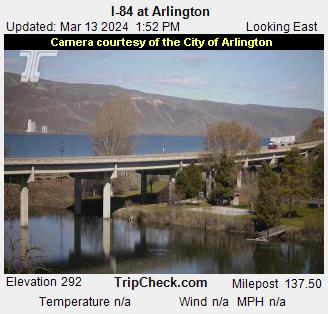 I-84 at Arlington
Updated: Mar 13 2024 1:52 PM Looking East
Camera courtesy of the City of Arlington
Elevation 292 TripCheck.com Milepost 137.50
Temperature n/a Wind n/a MPH n/a